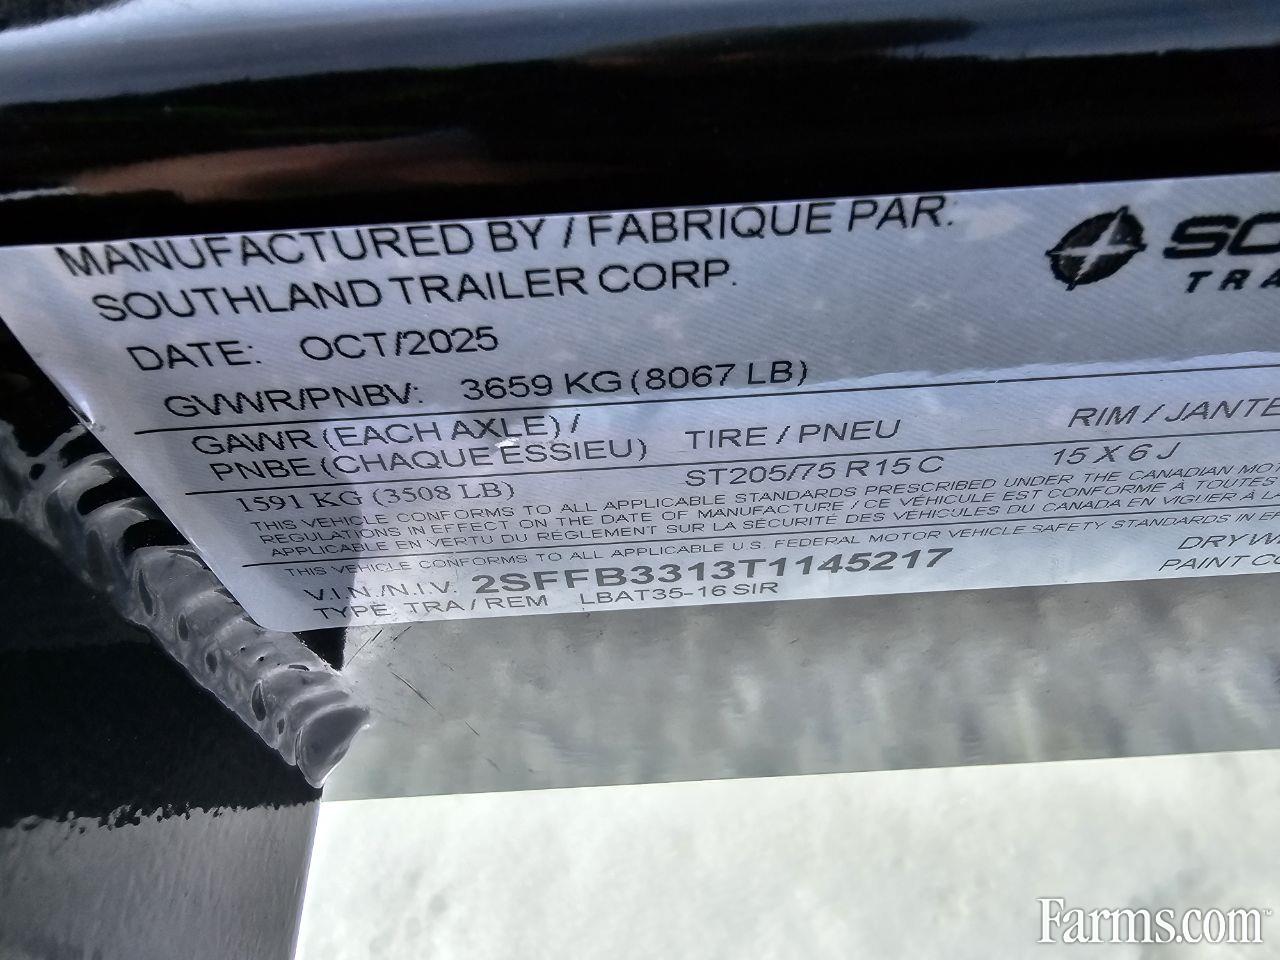 MANUFACTURED BY / FABRIQUE PAR:
SOUTHLAND TRAILER CORP.
DATE: OCT/2025
GVWR/PNBV: 3659 KG (8067 LB)
GAWR (EACH AXLE) / TIRE / PNEU RIM / JANTE
PNBE (CHAQUE ESSIEU) ST205/75 R15 C 15 X 6 J
1591 KG (3508 LB)
THIS VEHICLE CONFORMS TO ALL APPLICABLE STANDARDS PRESCRIBED UNDER THE CANADIAN
REGULATIONS IN EFFECT ON THE DATE OF MANUFACTURE / CE VÉHICULE EST CONFORME À TOUTES
APPLICABLE EN VERTU DU RÈGLEMENT SUR LA SÉCURITÉ DES VÉHICULES DU CANADA EN VIGUER À LA
THIS VEHICLE CONFORMS TO ALL APPLICABLE U.S. FEDERAL MOTOR VEHICLE SAFETY STANDARDS IN
V.I.N./N.I.V. 2SFFB3313T1145217
TYPE: TRA / REM LBAT35-16 SIR
PAINT
Farms.com